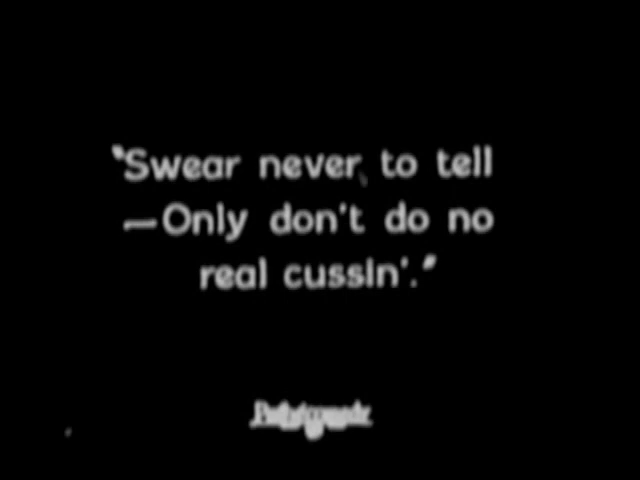 "Swear never to tell
—Only don't do no
real cussin'."